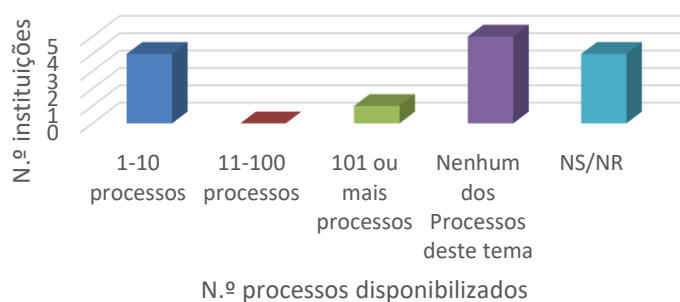 N.º instituições
5
4
3
2
1
0
1-10
processos
11-100
processos
101 ou
mais
processos
Nenhum
dos
Processos
deste tema
NS/NR
N.º processos disponibilizados